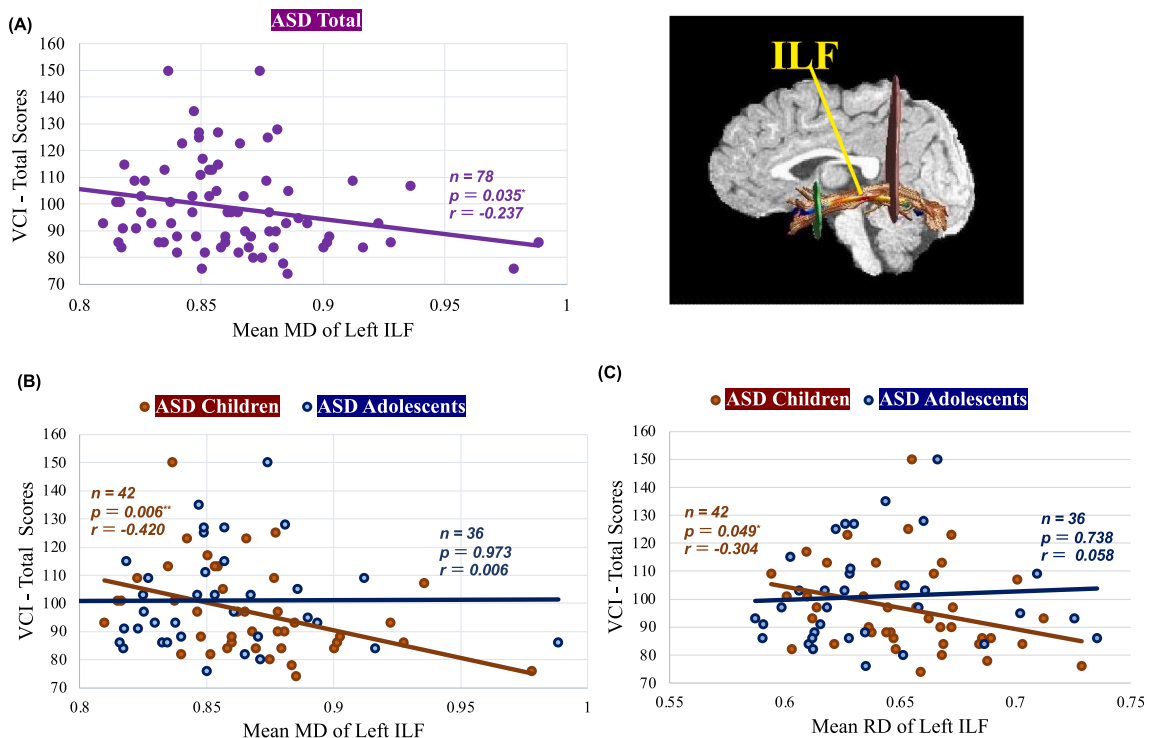 (A)
ASD Total
160
150
140
130
120
110
100
90
80
70
VCI - Total Scores
n = 78
p = 0.035*
r = -0.237
0.8
0.85
0.9
0.95
1
Mean MD of Left ILF
ILF
(B)
ASD Children
ASD Adolescents
160
150
140
130
120
110
100
90
80
70
VCI - Total Scores
n = 42
p = 0.006**
r = -0.420
n = 36
p = 0.973
r = 0.006
0.8
0.85
0.9
0.95
1
Mean MD of Left ILF
(C)
ASD Children
ASD Adolescents
160
150
140
130
120
110
100
90
80
70
VCI - Total Scores
n = 42
p = 0.049*
r = -0.304
n = 36
p = 0.738
r = 0.058
0.55
0.6
0.65
0.7
0.75
Mean RD of Left ILF